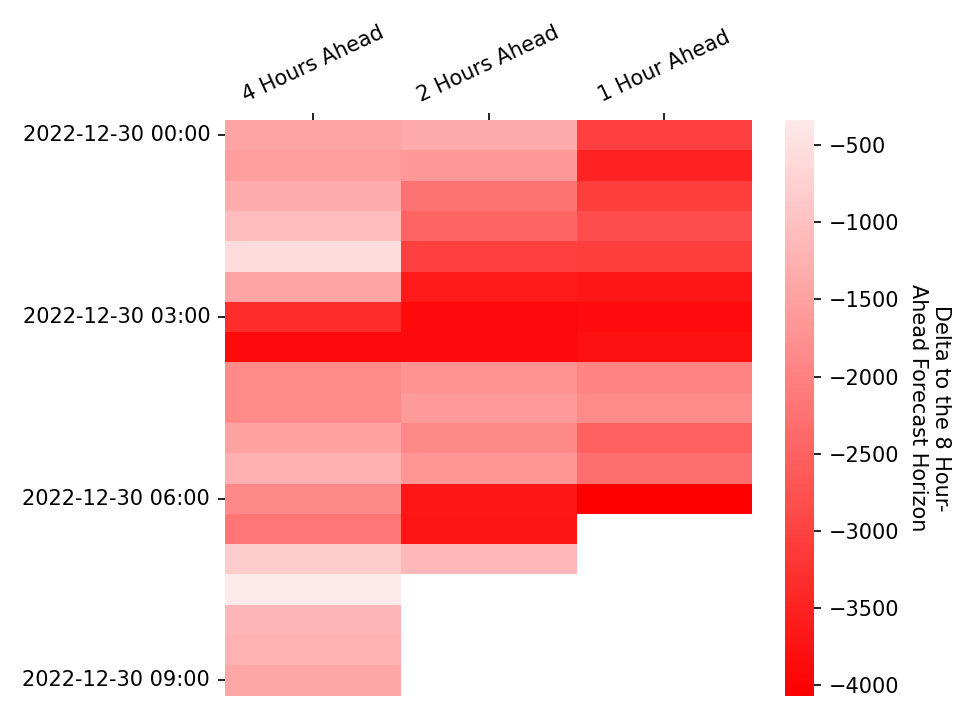 4 Hours Ahead
2 Hours Ahead
1 Hour Ahead
2022-12-30 00:00
2022-12-30 03:00
2022-12-30 06:00
2022-12-30 09:00
−500
−1000
−1500
−2000
−2500
−3000
−3500
−4000
Delta to the 8 Hour-
Ahead Forecast Horizon